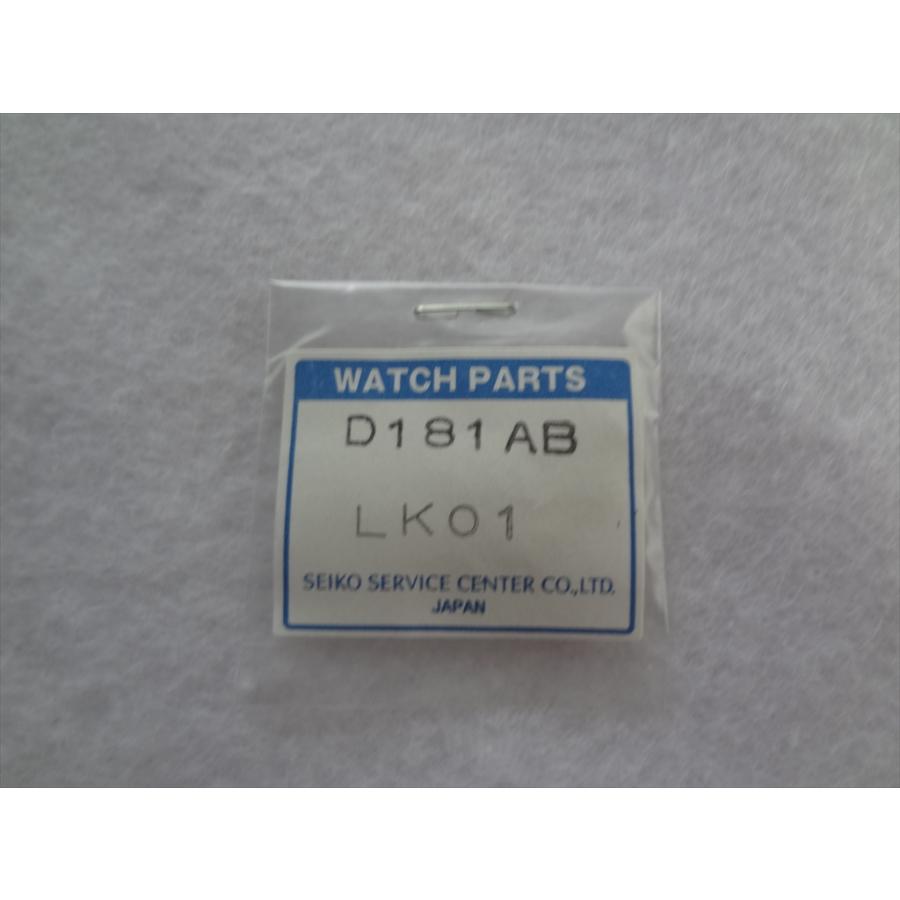 WATCH PARTS
D181AB
LK01
SEIKO SERVICE CENTER CO.,LTD.
JAPAN